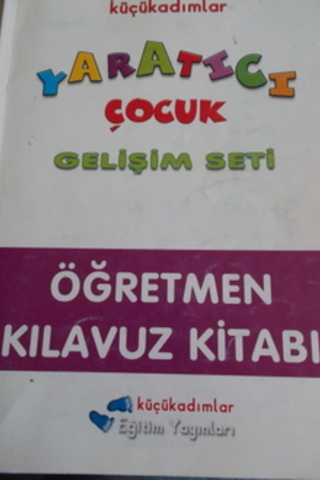 küçükadımlar
YARATICI
ÇOCUK
GELİŞİM SETİ
ÖĞRETMEN
KILAVUZ KİTABI
küçükadımlar
Eğitim Yayınları